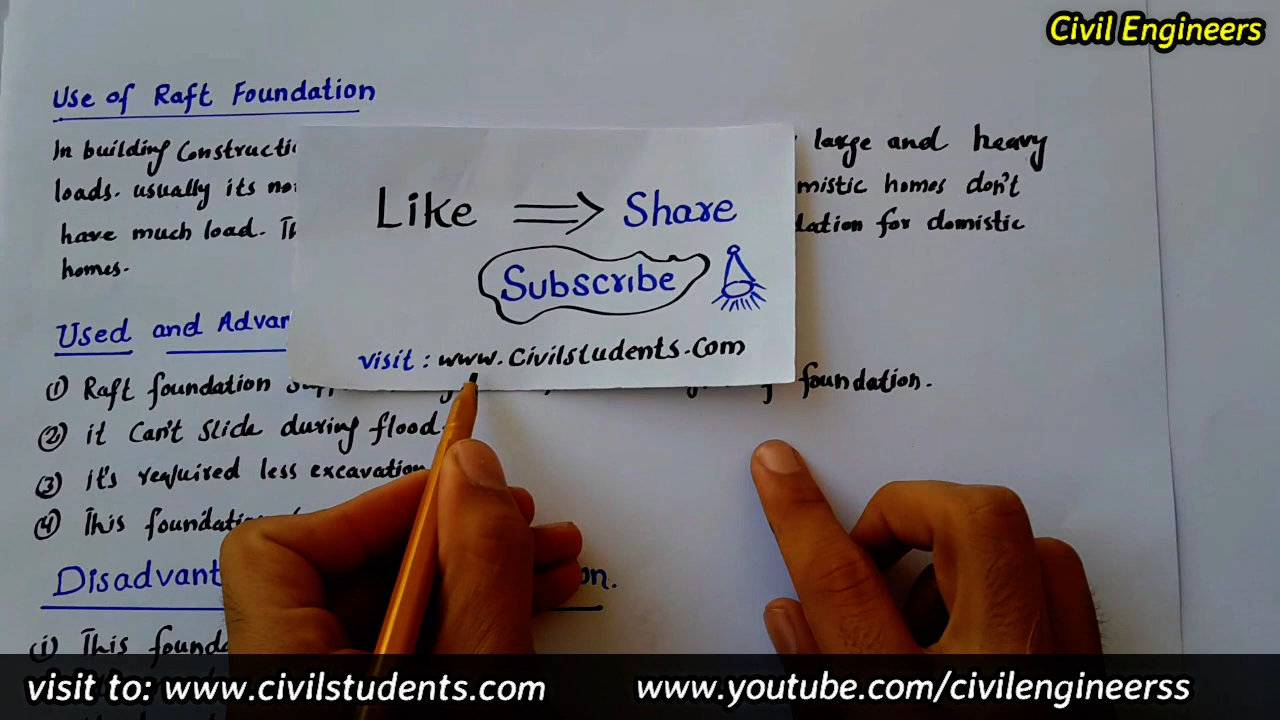 Civil Engineers
Use of Raft Foundation
In building Constructi large and heavy
loads. usually its no mistic homes don't
have much load. Th dation for domistic
homes.
Like ⇒ Share
Subscribe
visit : www.Civilstudents.Com
Used and Advan
① Raft foundation foundation.
② it Can't Slide during flood.
③ it's required less excavation
④ This foundation
Disadvant on.
(i) This founda
visit to: www.civilstudents.com www.youtube.com/civilengineerss